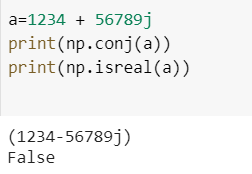 a=1234 + 56789j
print(np.conj(a))
print(np.isreal(a))
(1234-56789j)
False